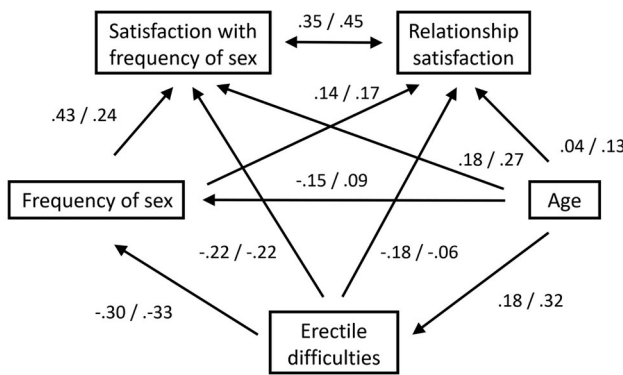 .35 / .45
Satisfaction with
frequency of sex
Relationship
satisfaction
.43 / .24
.14 / .17
.18 / .27
.04 / .13
Frequency of sex
-.15 / .09
Age
-.22 / -.22
-.18 / -.06
-.30 / .-33
.18 / .32
Erectile
difficulties